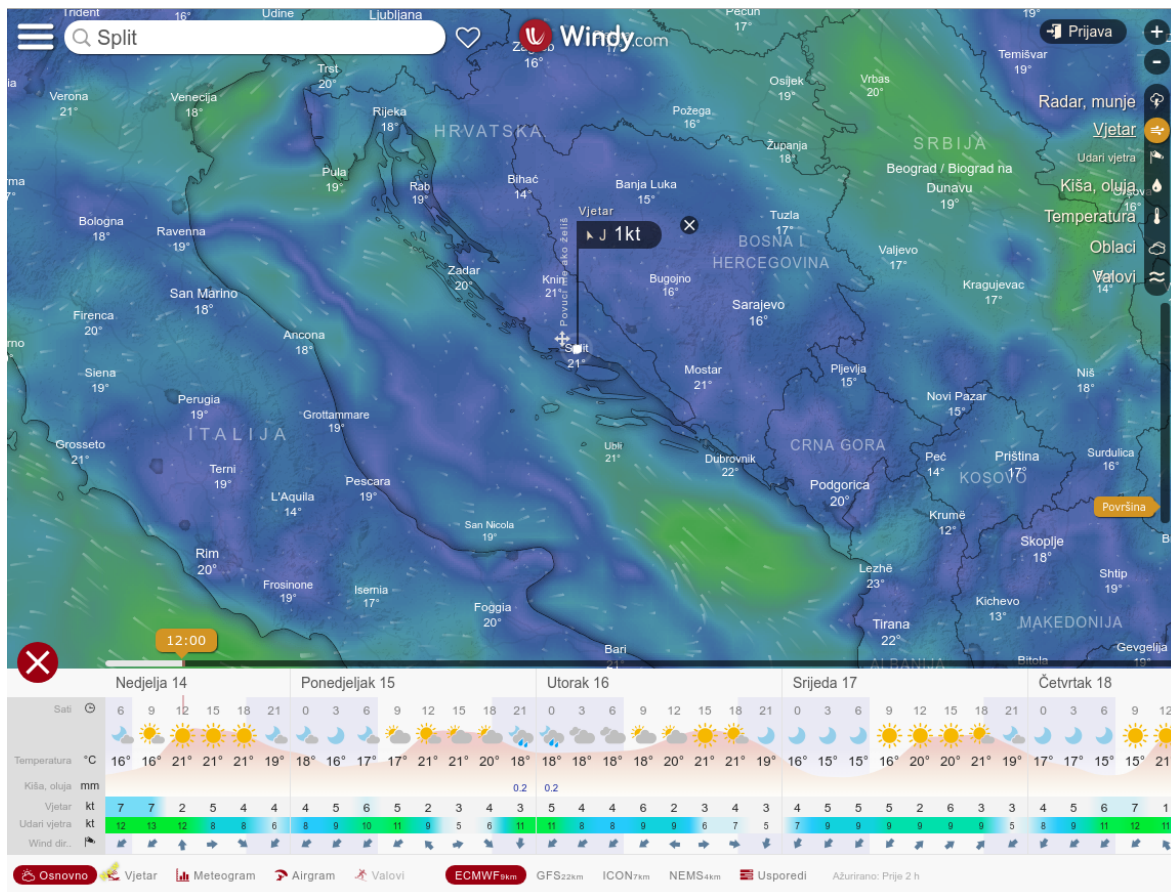 Split
Windy.com
Prijava
Radar, munje
Vjetar
Udari vjetra
Kiša, oluja
Temperatura
Oblaci
Valovi
Površina
Trident
16°
Udine
Ljubljana
Pécun
17°
19°
Temišvar
19°
16°
Verona
21°
Venecija
18°
Trst
20°
Rijeka
18°
HRVATSKA
Osijek
19°
Vrbas
20°
Požega
16°
Županja
18°
SRBIJA
Beograd / Biograd na
Dunavu
19°
Pula
19°
Rab
19°
Bihać
14°
Banja Luka
15°
Tuzla
17°
16°
Bologna
18°
Ravenna
19°
Vjetar
J 1kt
Povuci me ako želiš
BOSNA I
HERCEGOVINA
Valjevo
17°
Zadar
20°
Knin
21°
Bugojno
16°
Kragujevac
17°
14°
San Marino
18°
Sarajevo
16°
Firenca
20°
Ancona
18°
Split
21°
Siena
19°
Mostar
21°
Pljevlja
15°
Niš
18°
Perugia
19°
Grottammare
19°
Novi Pazar
15°
ITALIJA
Grosseto
21°
Ubli
21°
Dubrovnik
22°
CRNA GORA
Peć
14°
Priština
17°
KOSOVO
Surdulica
16°
Terni
19°
L'Aquila
14°
Pescara
19°
Podgorica
20°
San Nicola
19°
Krumë
12°
Skoplje
18°
Rim
20°
Frosinone
19°
Isernia
17°
Lezhë
23°
Shtip
19°
Foggia
20°
Kichevo
13°
Tirana
22°
MAKEDONIJA
Bari
21°
ALBANIJA
Bitola
Gevgelija
19°
12:00
Nedjelja 14 Ponedjeljak 15 Utorak 16 Srijeda 17 Četvrtak 18
Sati 6 9 12 15 18 21 0 3 6 9 12 15 18 21 0 3 6 9 12 15 18 21 0 3 6 9 12 15 18 21 0 3 6 9 12
Temperatura °C 16° 16° 21° 21° 21° 19° 18° 16° 17° 17° 21° 21° 20° 18° 18° 18° 18° 18° 20° 21° 20° 19° 17° 16° 15° 16° 20° 21° 21° 19° 17° 15° 15° 15° 21°
Kiša, oluja mm 0.2 0.2
Vjetar kt 7 7 2 5 4 4 4 5 6 5 2 3 4 3 5 4 4 6 2 3 4 3 4 5 5 5 5 2 6 3 4 5 6 7 1
Udari vjetra kt 12 13 12 8 8 6 8 9 10 11 9 5 6 11 11 8 8 9 9 6 7 5 7 9 9 9 9 9 9 5 8 9 11 12 11
Wind dir..
Osnovno Vjetar Meteogram Airgram Valovi ECMWF9km GFS22km ICON7km NEMS4km Usporedi Ažurirano: Prije 2 h